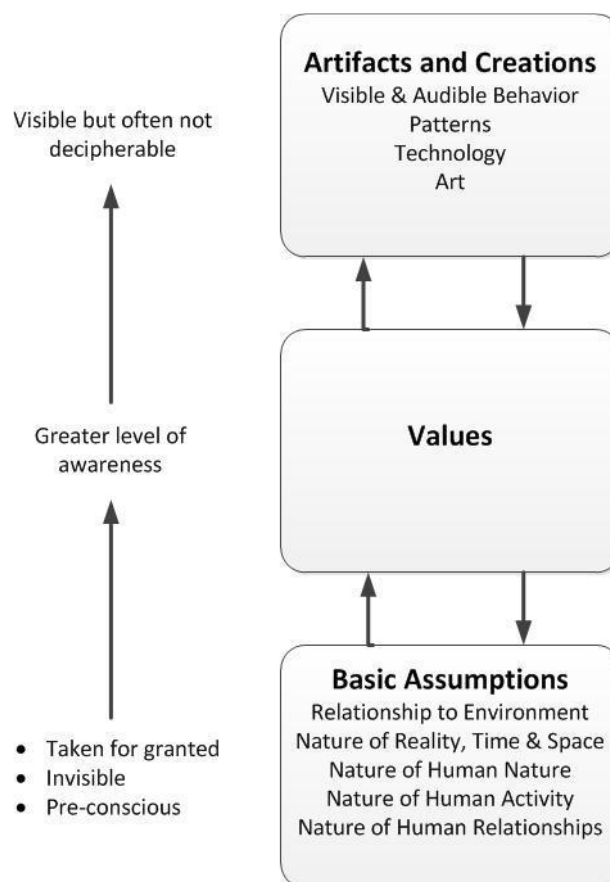 Artifacts and Creations
Visible & Audible Behavior
Patterns
Technology
Art
Visible but often not
decipherable
Values
Greater level of
awareness
Basic Assumptions
Relationship to Environment
Nature of Reality, Time & Space
Nature of Human Nature
Nature of Human Activity
Nature of Human Relationships
• Taken for granted
• Invisible
• Pre-conscious